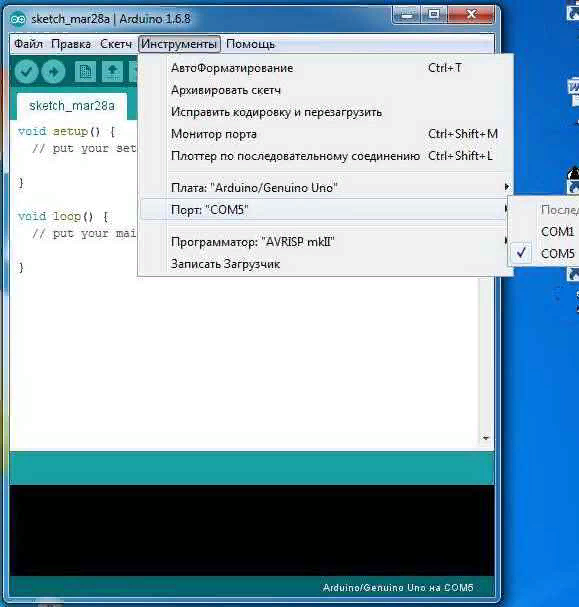 sketch_mar28a | Arduino 1.6.8
Файл Правка Скетч Инструменты Помощь
sketch_mar28a
void setup() {
// put your set
}
void loop() {
// put your mai
}
АвтоФорматирование Ctrl+T
Архивировать скетч
Исправить кодировку и перезагрузить
Монитор порта Ctrl+Shift+M
Плоттер по последовательному соединению Ctrl+Shift+L
Плата: "Arduino/Genuino Uno"
Порт: "COM5"
Программатор: "AVRISP mkII"
Записать Загрузчик
Послед
COM1
COM5
Arduino/Genuino Uno на COM5